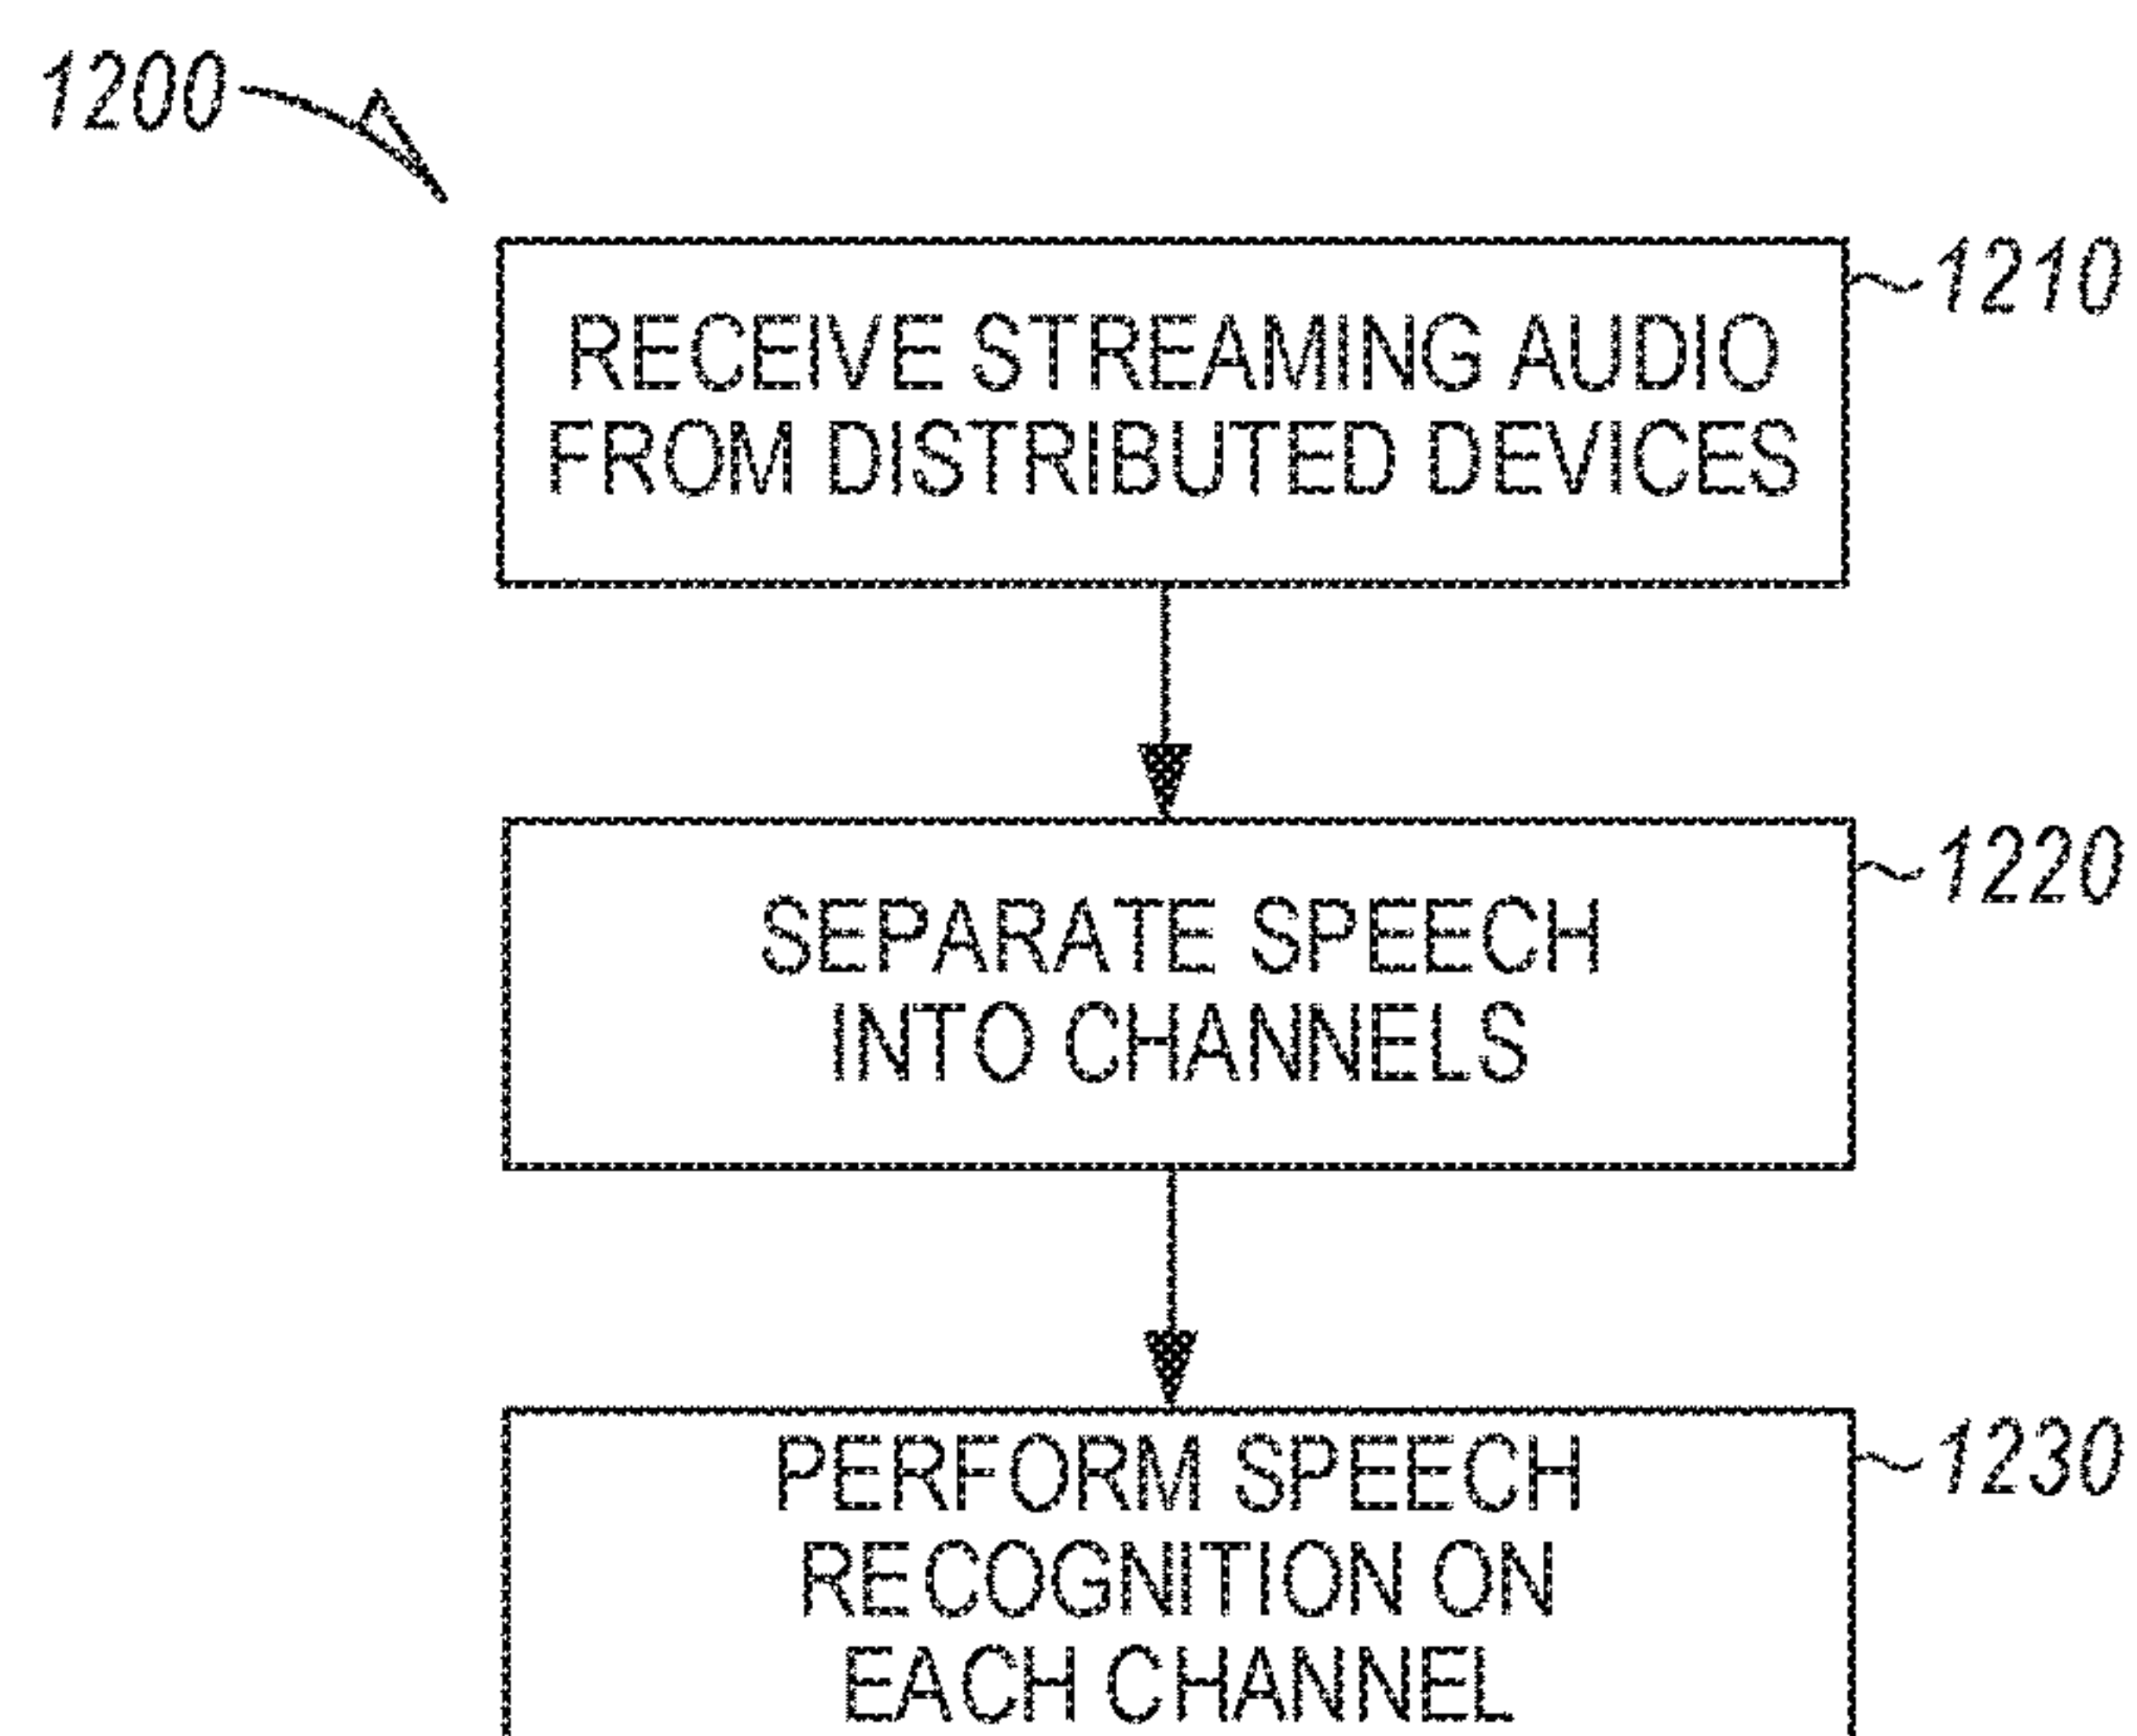 1200
RECEIVE STREAMING AUDIO
FROM DISTRIBUTED DEVICES
1210
SEPARATE SPEECH
INTO CHANNELS
1220
PERFORM SPEECH
RECOGNITION ON
EACH CHANNEL
1230